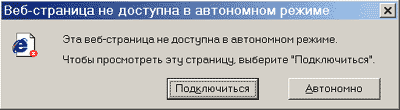 Веб-страница не доступна в автономном режиме
Эта веб-страница не доступна в автономном режиме.
Чтобы просмотреть эту страницу, выберите "Подключиться".
Подключиться
Автономно